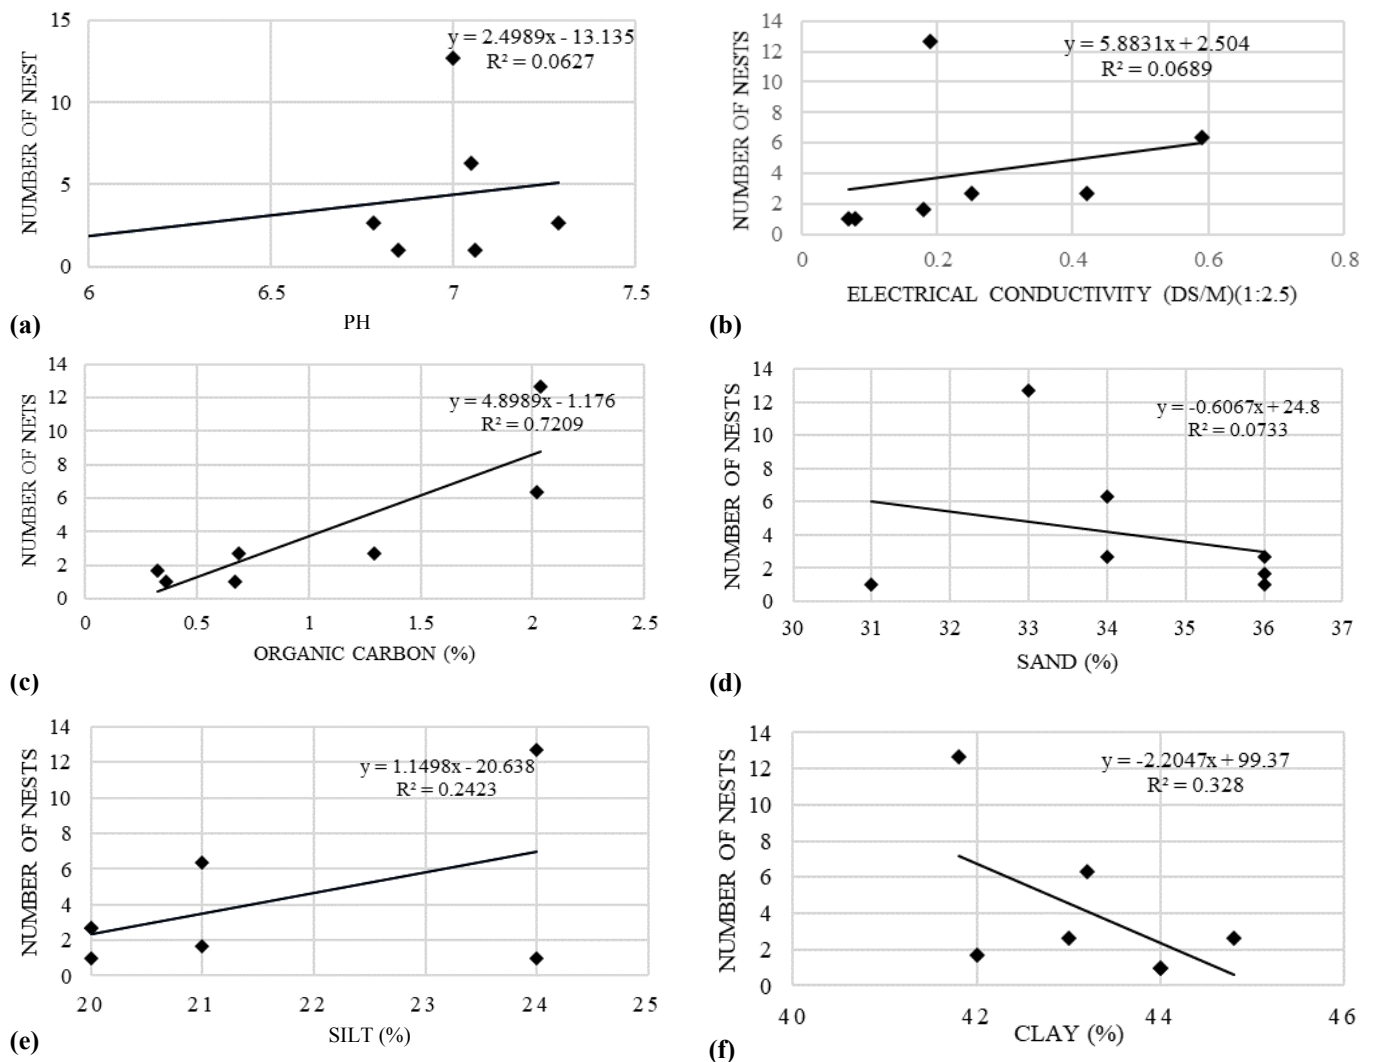 15
10
5
0
NUMBER OF NEST
y = 2.4989x - 13.135
R² = 0.0627
6 6.5 7 7.5
PH
(a)
14
12
10
8
6
4
2
0
NUMBER OF NESTS
y = 5.8831x + 2.504
R² = 0.0689
0 0.2 0.4 0.6 0.8
ELECTRICAL CONDUCTIVITY (DS/M)(1:2.5)
(b)
14
12
10
8
6
4
2
0
NUMBER OF NETS
y = 4.8989x - 1.176
R² = 0.7209
0 0.5 1 1.5 2 2.5
ORGANIC CARBON (%)
(c)
14
12
10
8
6
4
2
0
NUMBER OF NESTS
y = -0.6067x + 24.8
R² = 0.0733
30 31 32 33 34 35 36 37
SAND (%)
(d)
14
12
10
8
6
4
2
0
NUMBER OF NESTS
y = 1.1498x - 20.638
R² = 0.2423
20 21 22 23 24 25
SILT (%)
(e)
14
12
10
8
6
4
2
0
NUMBER OF NESTS
y = -2.2047x + 99.37
R² = 0.328
40 42 44 46
CLAY (%)
(f)